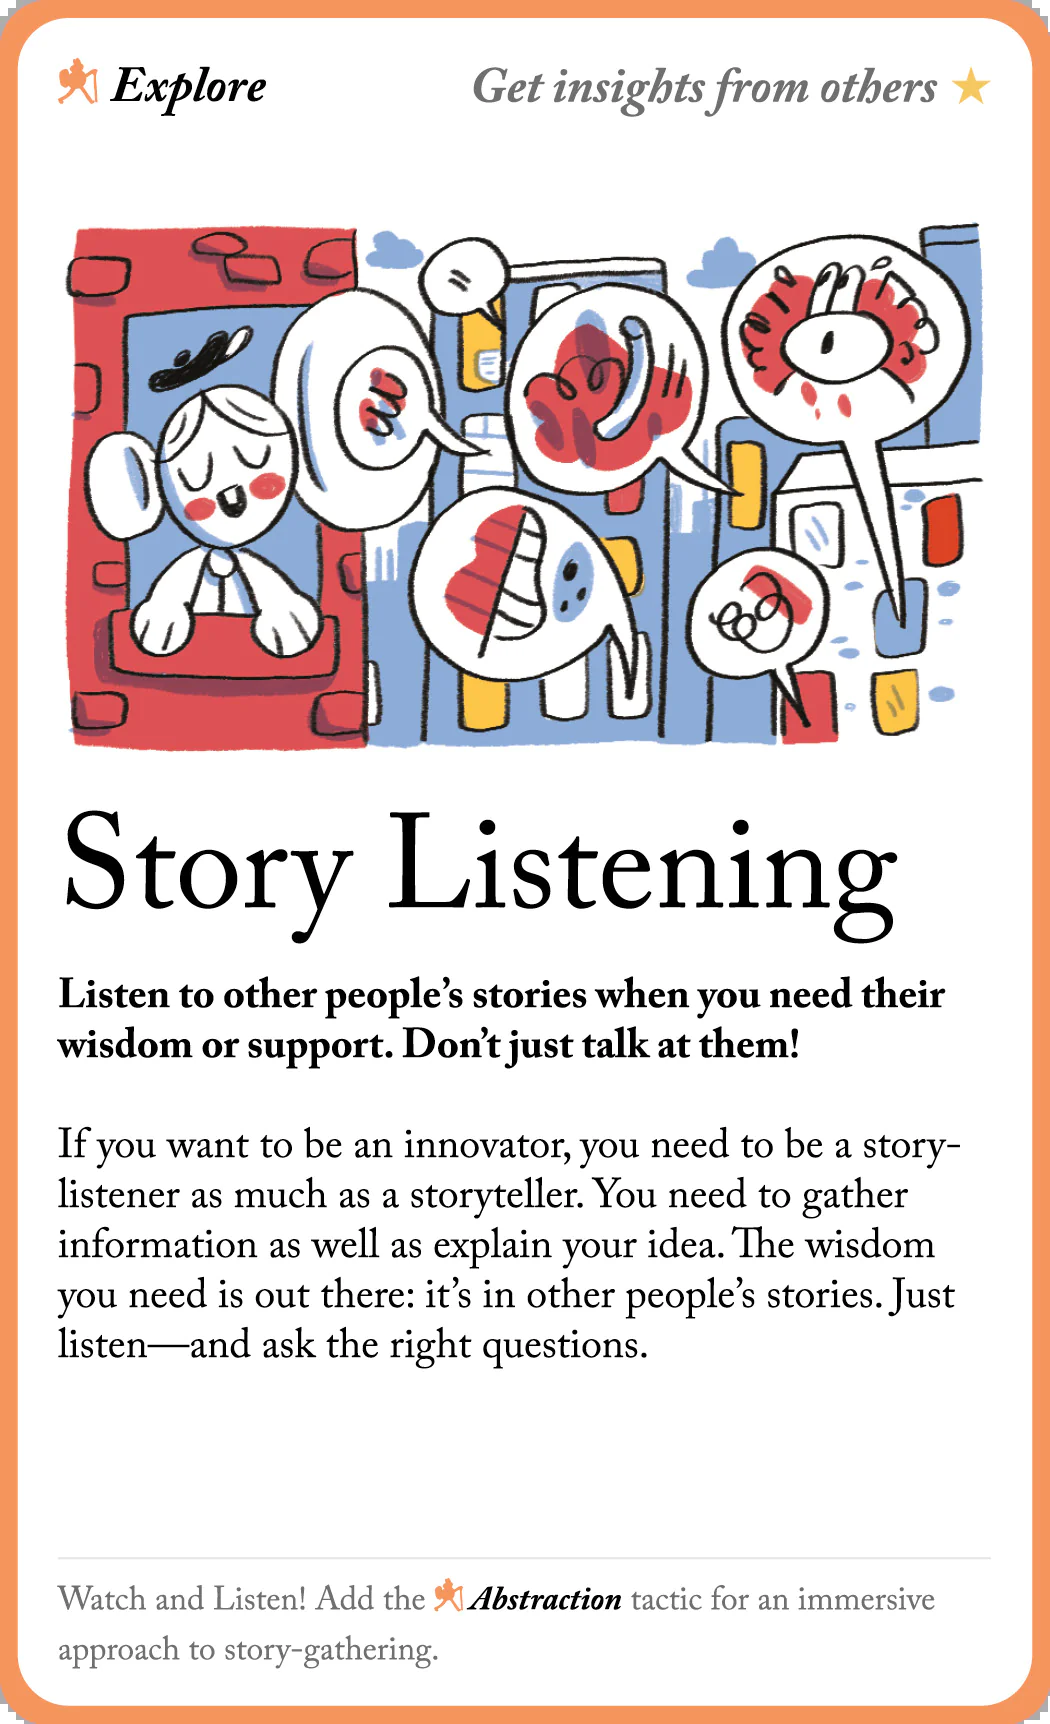 Explore
Get insights from others
Story Listening
Listen to other people’s stories when you need their
wisdom or support. Don’t just talk at them!
If you want to be an innovator, you need to be a story-
listener as much as a storyteller. You need to gather
information as well as explain your idea. The wisdom
you need is out there: it’s in other people’s stories. Just
listen—and ask the right questions.
Watch and Listen! Add the Abstraction tactic for an immersive
approach to story-gathering.